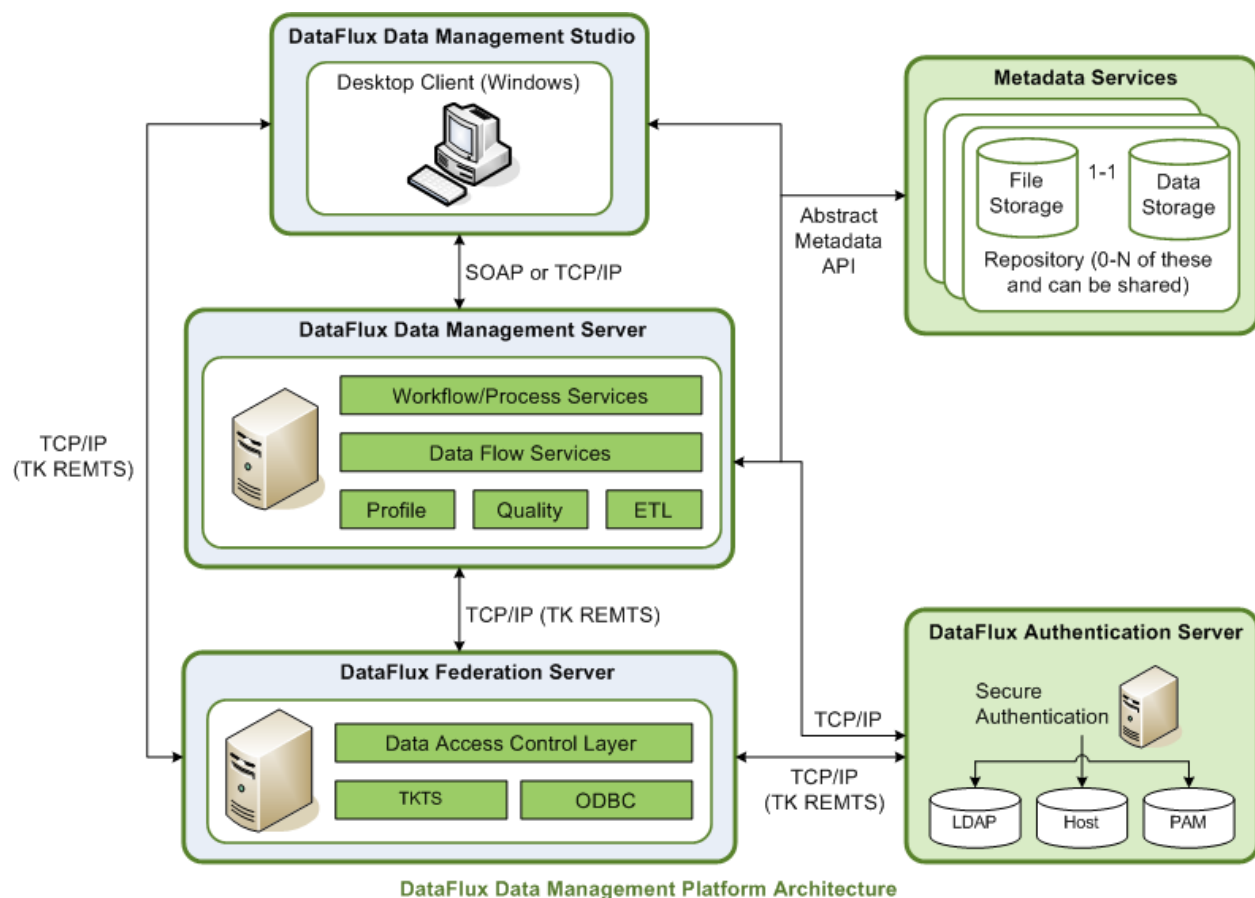 DataFlux Data Management Studio
Desktop Client (Windows)
Metadata Services
File
Storage
1-1
Data
Storage
Repository (0-N of these
and can be shared)
Abstract
Metadata
API
SOAP or TCP/IP
DataFlux Data Management Server
Workflow/Process Services
Data Flow Services
Profile
Quality
ETL
TCP/IP
(TK REMTS)
TCP/IP (TK REMTS)
DataFlux Federation Server
Data Access Control Layer
TKTS
ODBC
TCP/IP
TCP/IP
(TK REMTS)
DataFlux Authentication Server
Secure
Authentication
LDAP
Host
PAM
DataFlux Data Management Platform Architecture